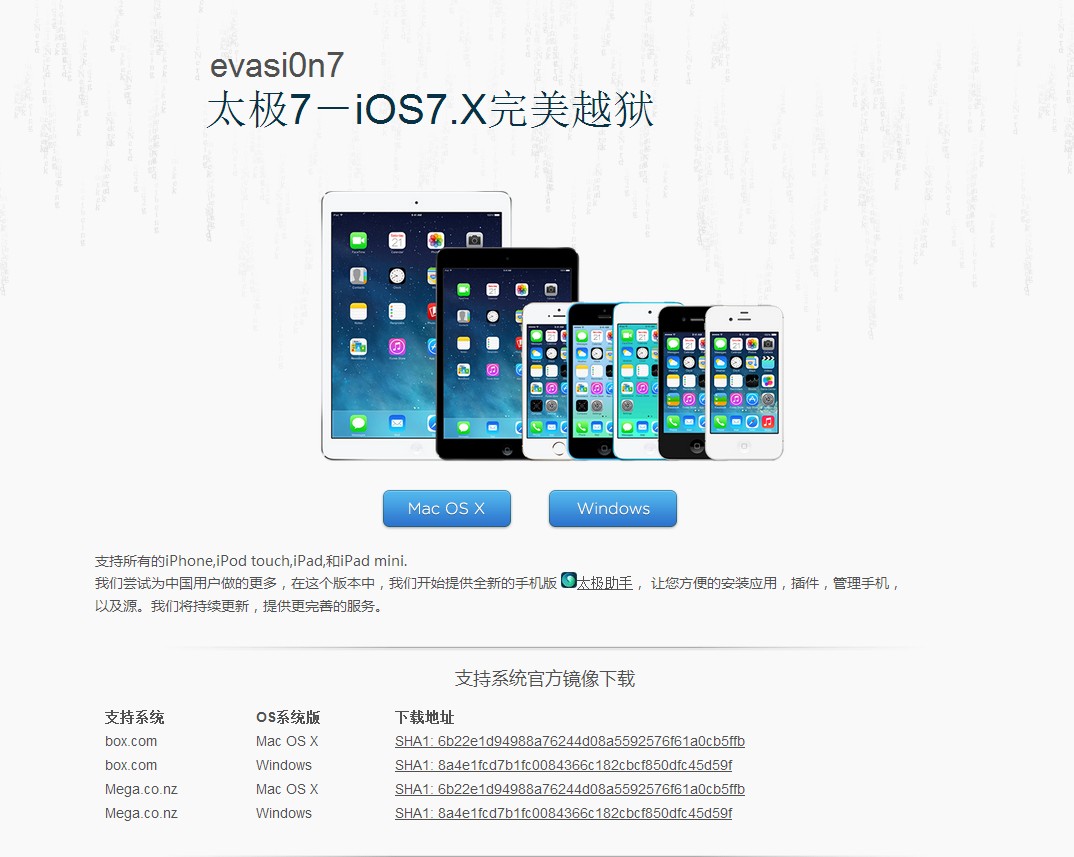 evasi0n7
太极7－iOS7.X完美越狱
Mac OS X
Windows
支持所有的iPhone,iPod touch,iPad,和iPad mini.
我们尝试为中国用户做的更多，在这个版本中，我们开始提供全新的手机版 太极助手 ， 让您方便的安装应用，插件，管理手机，
以及源。我们将持续更新，提供更完善的服务。
支持系统官方镜像下载
支持系统 OS系统版 下载地址
box.com Mac OS X SHA1: 6b22e1d94988a76244d08a5592576f61a0cb5ffb
box.com Windows SHA1: 8a4e1fcd7b1fc0084366c182cbcf850dfc45d59f
Mega.co.nz Mac OS X SHA1: 6b22e1d94988a76244d08a5592576f61a0cb5ffb
Mega.co.nz Windows SHA1: 8a4e1fcd7b1fc0084366c182cbcf850dfc45d59f